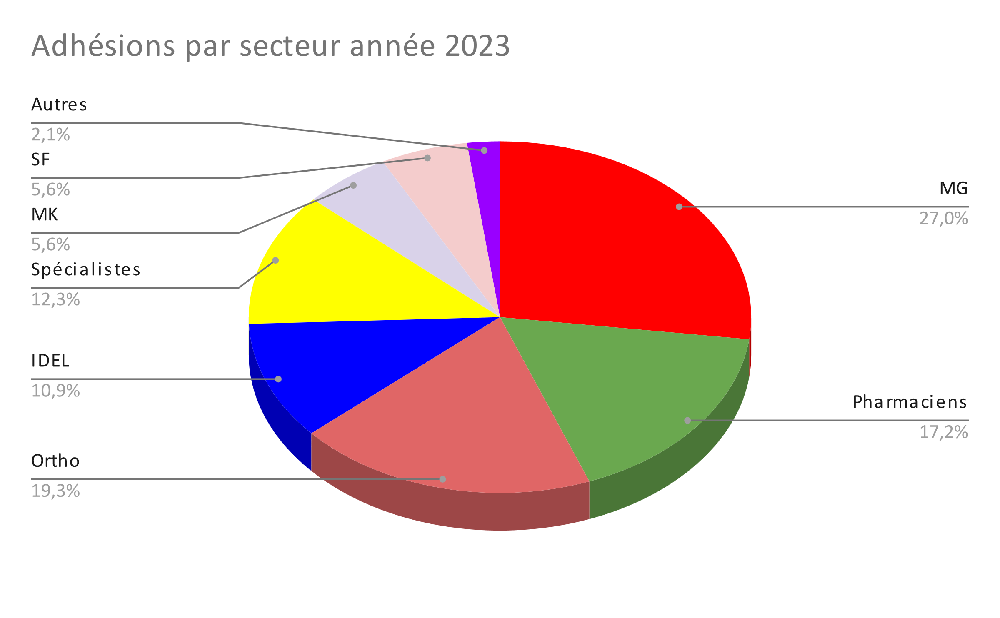 Adhésions par secteur année 2023
Autres
2,1%
SF
5,6%
MK
5,6%
Spécialistes
12,3%
IDEL
10,9%
Ortho
19,3%
MG
27,0%
Pharmaciens
17,2%